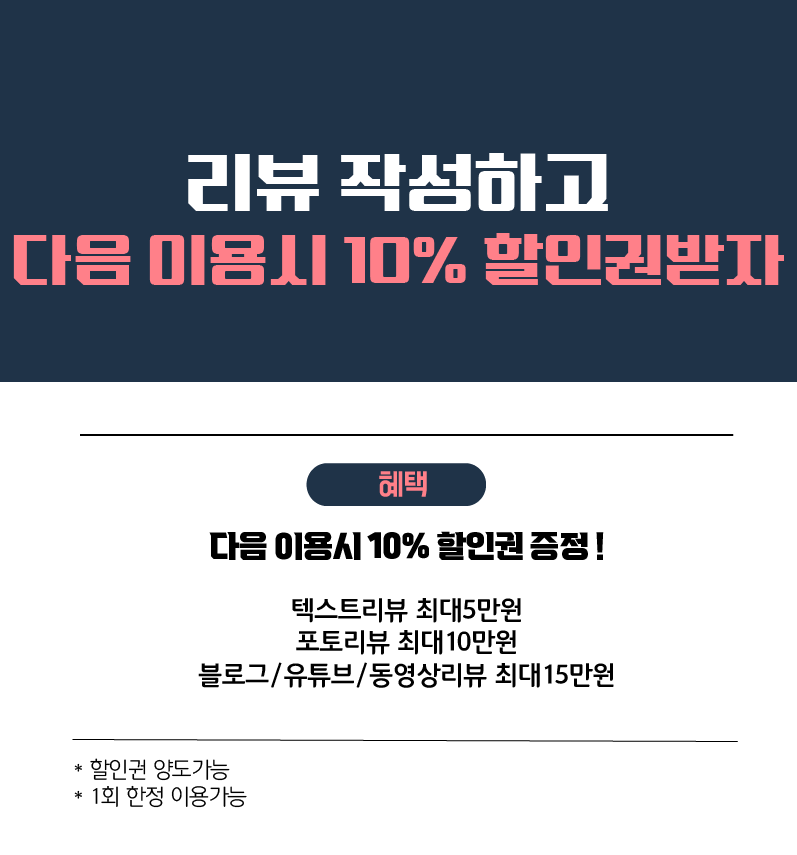 리뷰 작성하고
다음 이용시 10% 할인권받자
혜택
다음 이용시 10% 할인권 증정!
텍스트리뷰 최대5만원
포토리뷰 최대10만원
블로그/유튜브/동영상리뷰 최대15만원
* 할인권 양도가능
* 1회 한정 이용가능